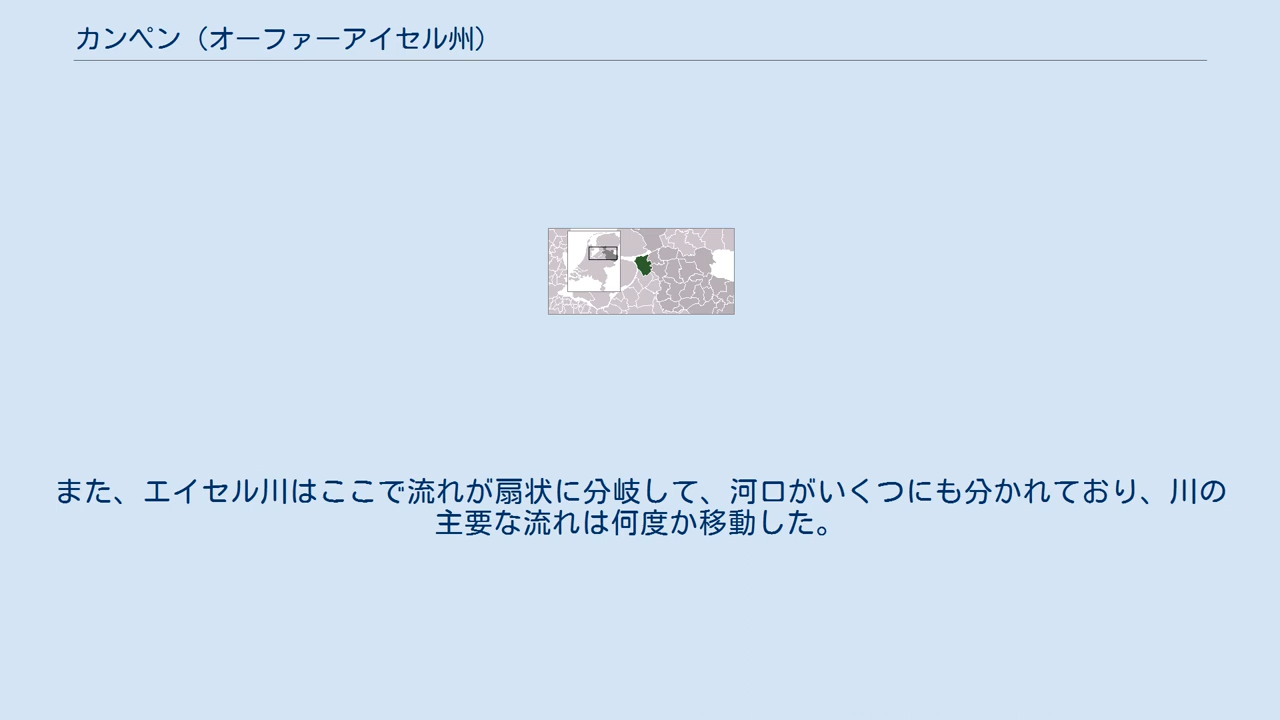 カンペン（オーファーアイセル州）
また、エイセル川はここで流れが扇状に分岐して、河口がいくつにも分かれており、川の
主要な流れは何度か移動した。